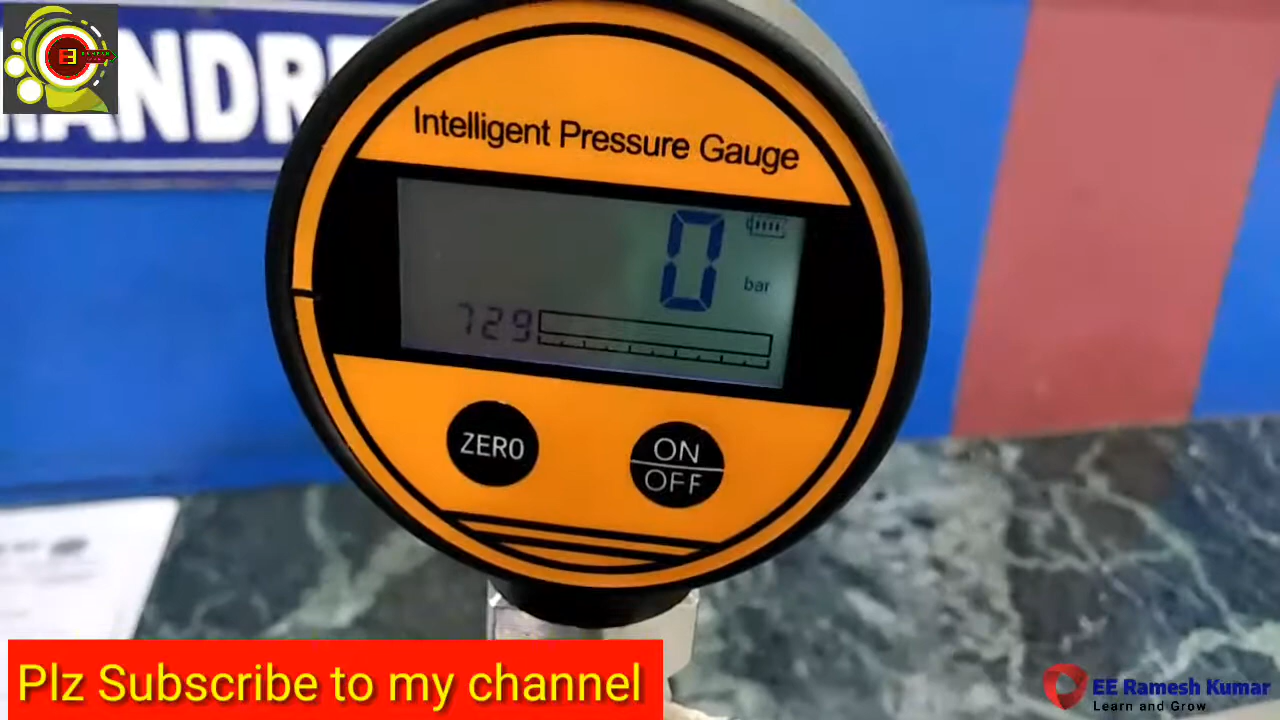 Intelligent Pressure Gauge
0
bar
729
ZERO
ON
OFF
Plz Subscribe to my channel
EE Ramesh Kumar
Learn and Grow